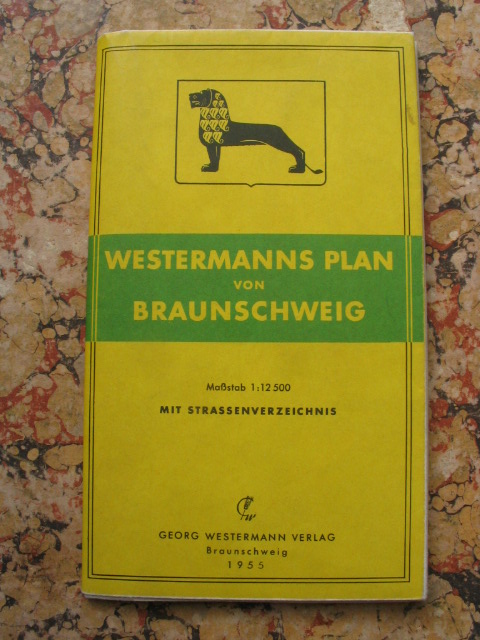 WESTERMANNS PLAN
VON
BRAUNSCHWEIG
Maßstab 1:12 500
MIT STRASSENVERZEICHNIS
GEORG WESTERMANN VERLAG
Braunschweig
1955